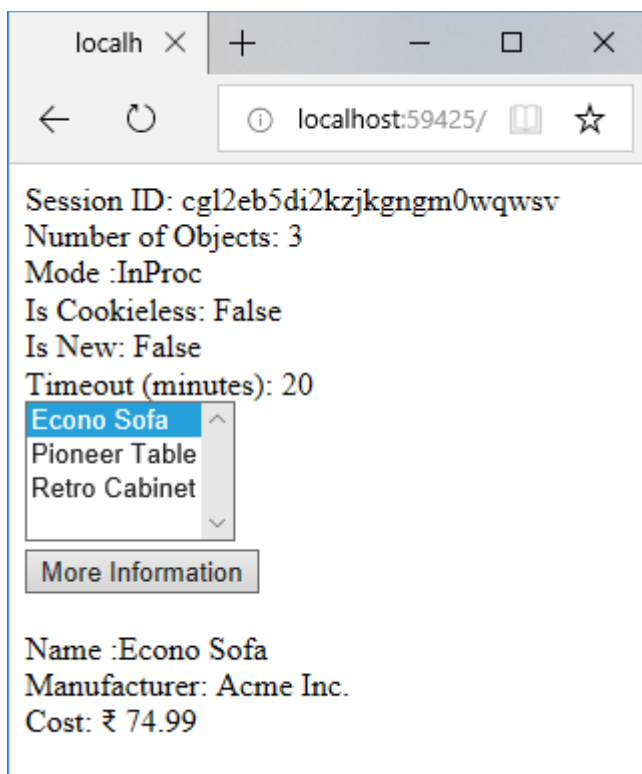 localh
localhost:59425/
Session ID: cgl2eb5di2kzjkgngm0wqwsv
Number of Objects: 3
Mode :InProc
Is Cookieless: False
Is New: False
Timeout (minutes): 20
Econo Sofa
Pioneer Table
Retro Cabinet
More Information
Name :Econo Sofa
Manufacturer: Acme Inc.
Cost: ₹ 74.99